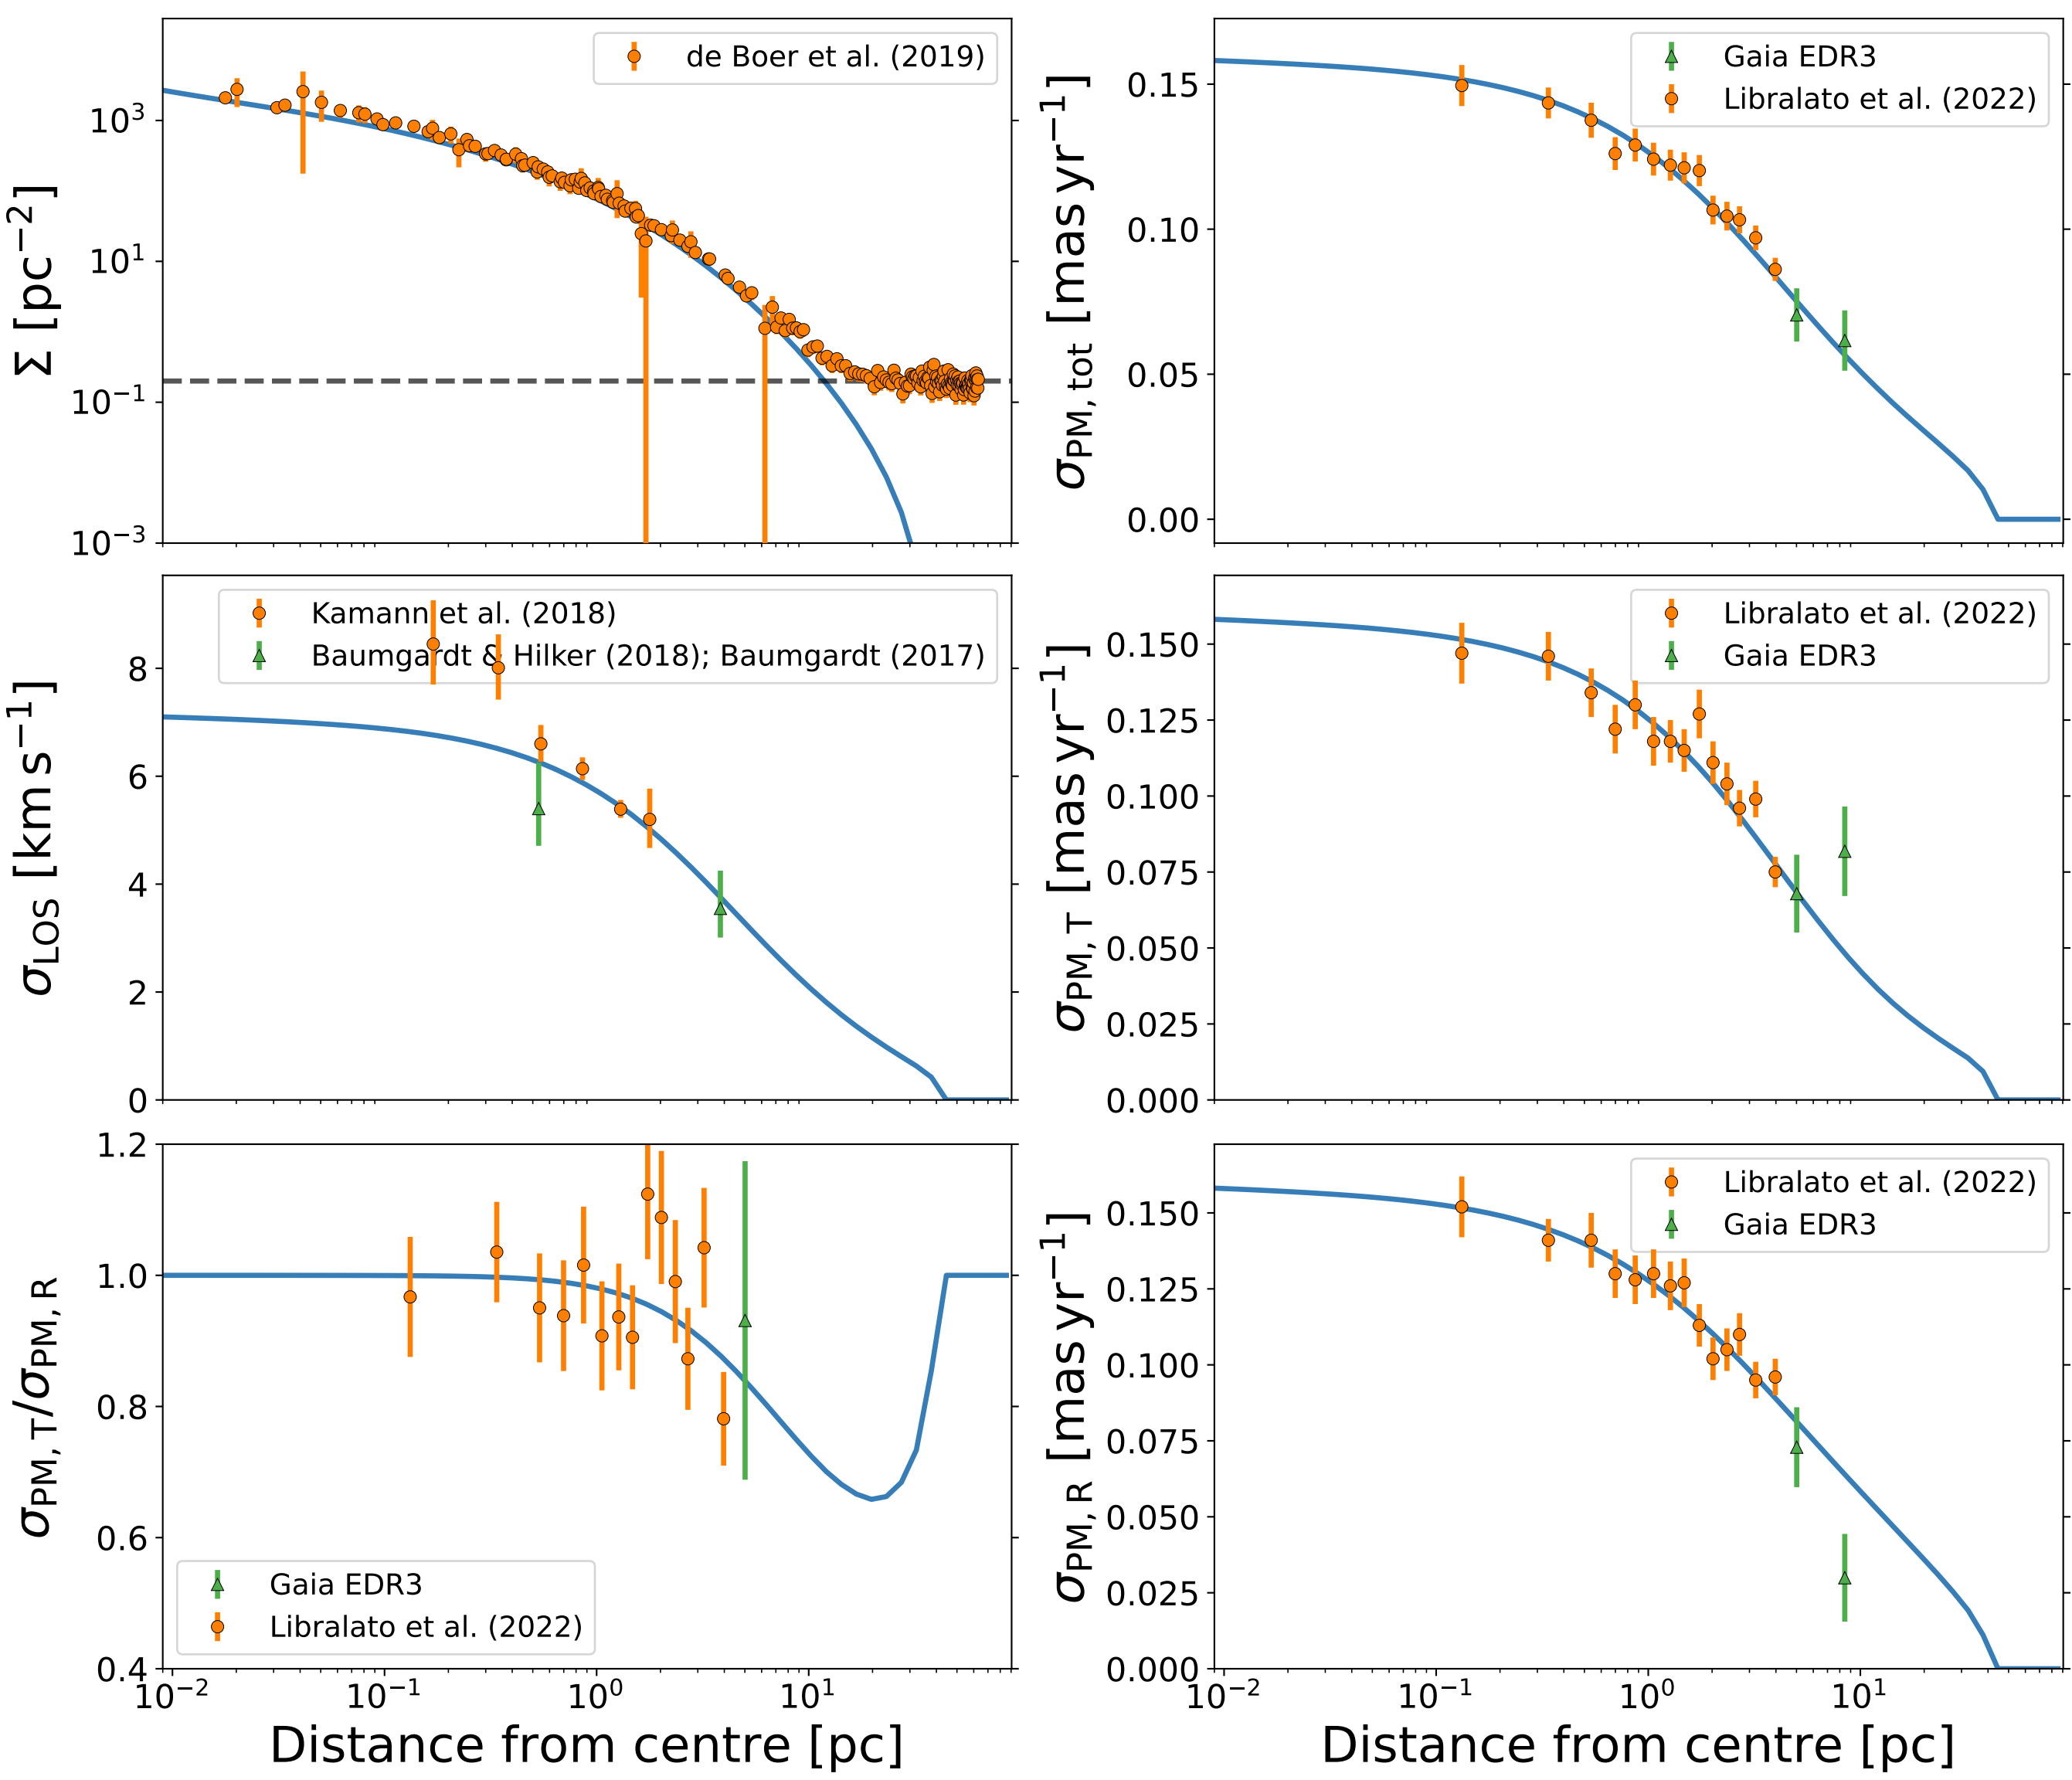 de Boer et al. (2019)
10³
10¹
10⁻¹
10⁻³
Σ [pc⁻²]
Gaia EDR3
Libralato et al. (2022)
0.15
0.10
0.05
0.00
σPM, tot [mas yr⁻¹]
Kamann et al. (2018)
Baumgardt & Hilker (2018); Baumgardt (2017)
8
6
4
2
0
σLOS [km s⁻¹]
Libralato et al. (2022)
Gaia EDR3
0.150
0.125
0.100
0.075
0.050
0.025
0.000
σPM, T [mas yr⁻¹]
1.2
1.0
0.8
0.6
0.4
σPM, T/σPM, R
Gaia EDR3
Libralato et al. (2022)
10⁻² 10⁻¹ 10⁰ 10¹
Distance from centre [pc]
Libralato et al. (2022)
Gaia EDR3
0.150
0.125
0.100
0.075
0.050
0.025
0.000
σPM, R [mas yr⁻¹]
10⁻² 10⁻¹ 10⁰ 10¹
Distance from centre [pc]